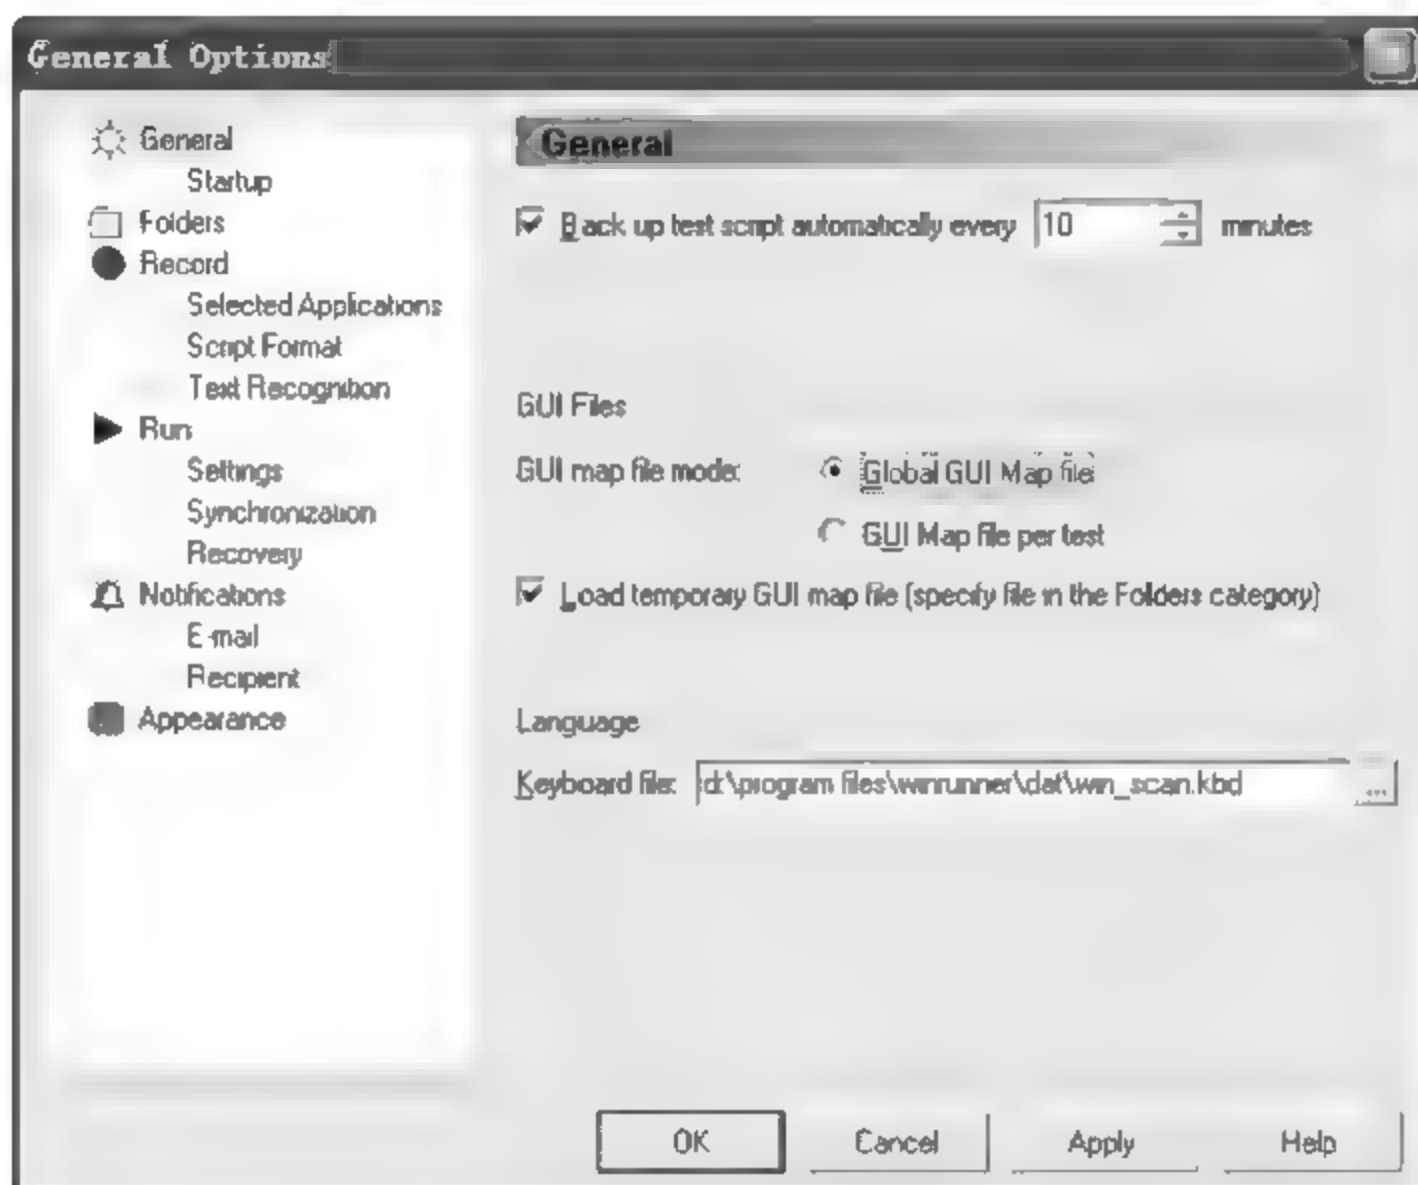 General Options
General
Startup
Folders
Record
Selected Applications
Script Format
Text Recognition
Run
Settings
Synchronization
Recovery
Notifications
E-mail
Recipient
Appearance
General
Back up test script automatically every 10 minutes
GUI Files
GUI map file mode: Global GUI Map file
GUI Map file per test
Load temporary GUI map file (specify file in the Folders category)
Language
Keyboard file: d:\program files\winrunner\dat\win_scan.kbd ...
OK Cancel Apply Help